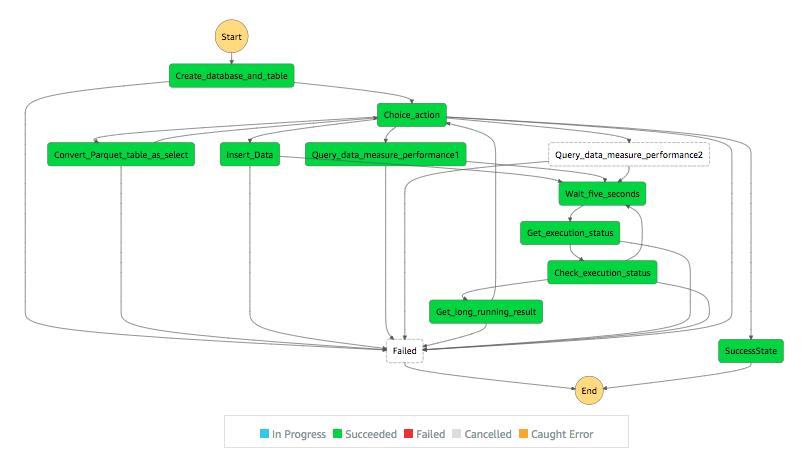 Start
Create_database_and_table
Choice_action
Convert_Parquet_table_as_select
Insert_Data
Query_data_measure_performance1
Query_data_measure_performance2
Wait_five_seconds
Get_execution_status
Check_execution_status
Get_long_running_result
Failed
SuccessState
End
In Progress Succeeded Failed Cancelled Caught Error